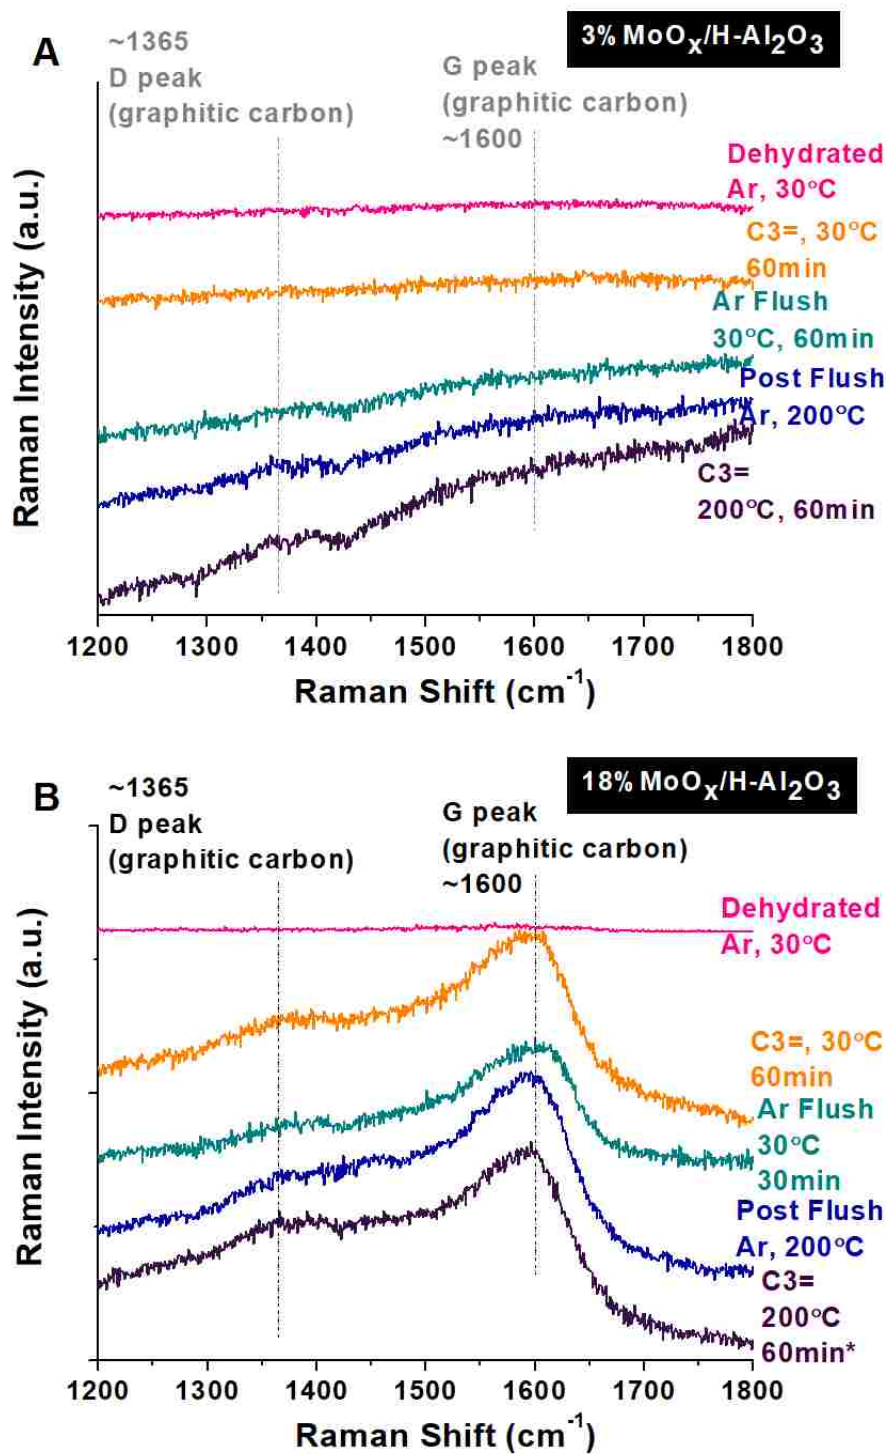 A
~1365
D peak
(graphitic carbon)
G peak
(graphitic carbon)
~1600
3% MoOx/H-Al2O3
Dehydrated
Ar, 30°C
C3=, 30°C
60min
Ar Flush
30°C, 60min
Post Flush
Ar, 200°C
C3=
200°C, 60min
Raman Intensity (a.u.)
1200 1300 1400 1500 1600 1700 1800
Raman Shift (cm-1)
B
~1365
D peak
(graphitic carbon)
G peak
(graphitic carbon)
~1600
18% MoOx/H-Al2O3
Dehydrated
Ar, 30°C
C3=, 30°C
60min
Ar Flush
30°C
30min
Post Flush
Ar, 200°C
C3=
200°C
60min*
Raman Intensity (a.u.)
1200 1300 1400 1500 1600 1700 1800
Raman Shift (cm-1)